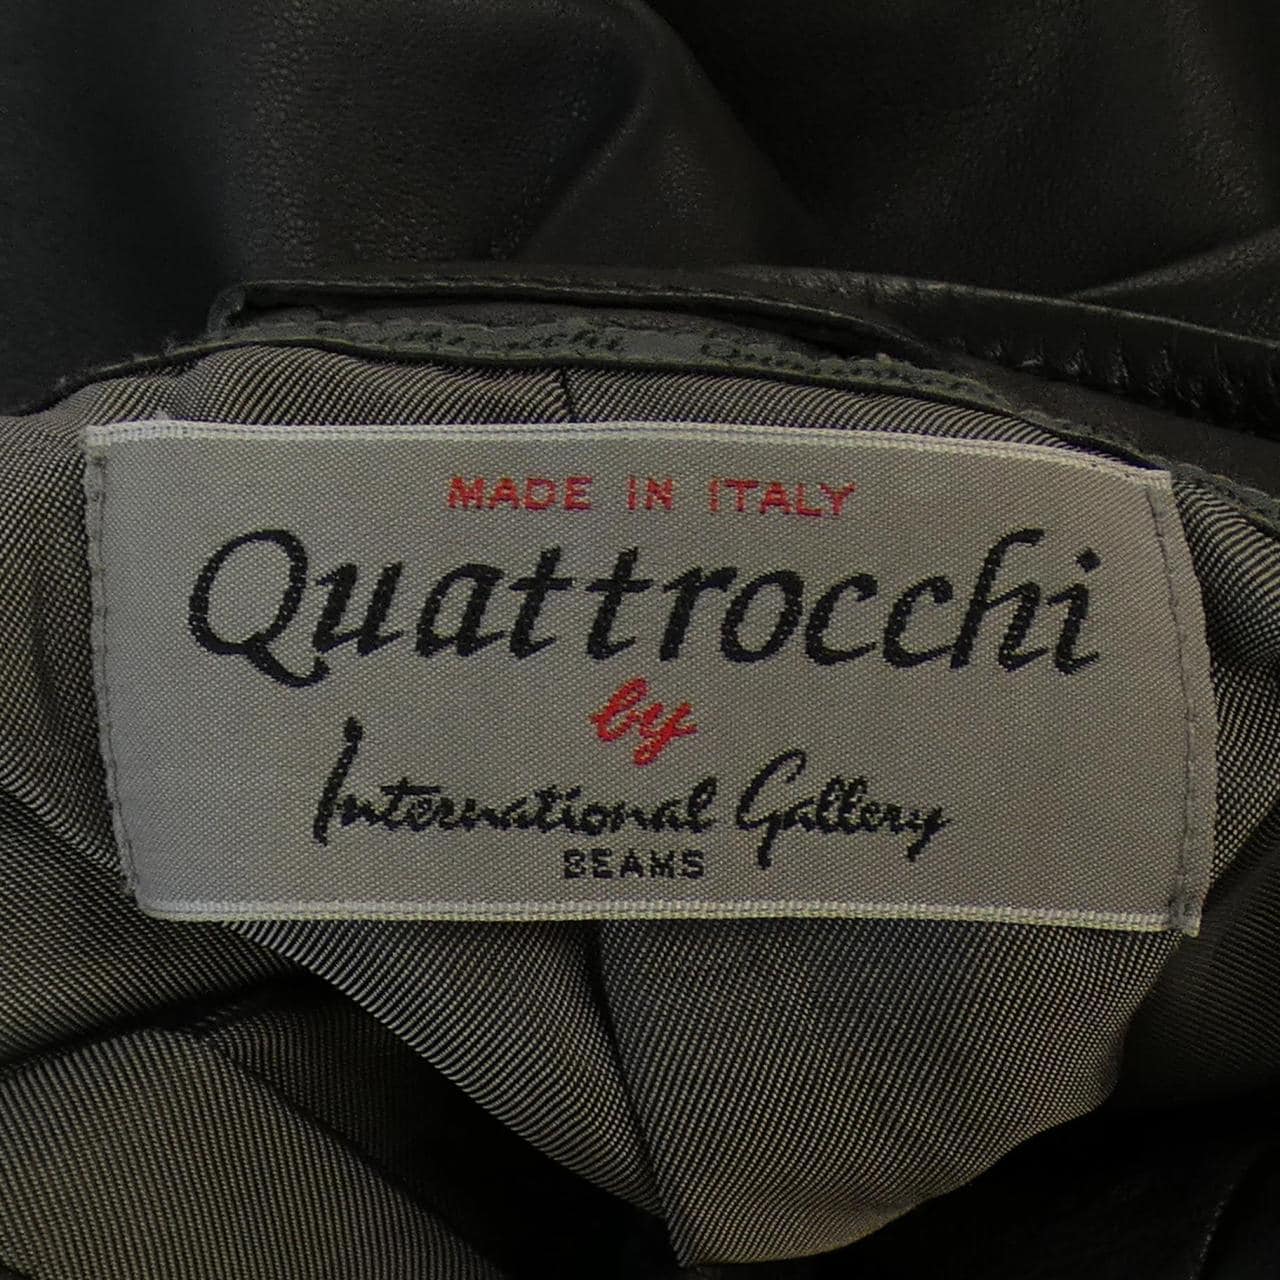 MADE IN ITALY
Quattrocchi
by
International Gallery
BEAMS